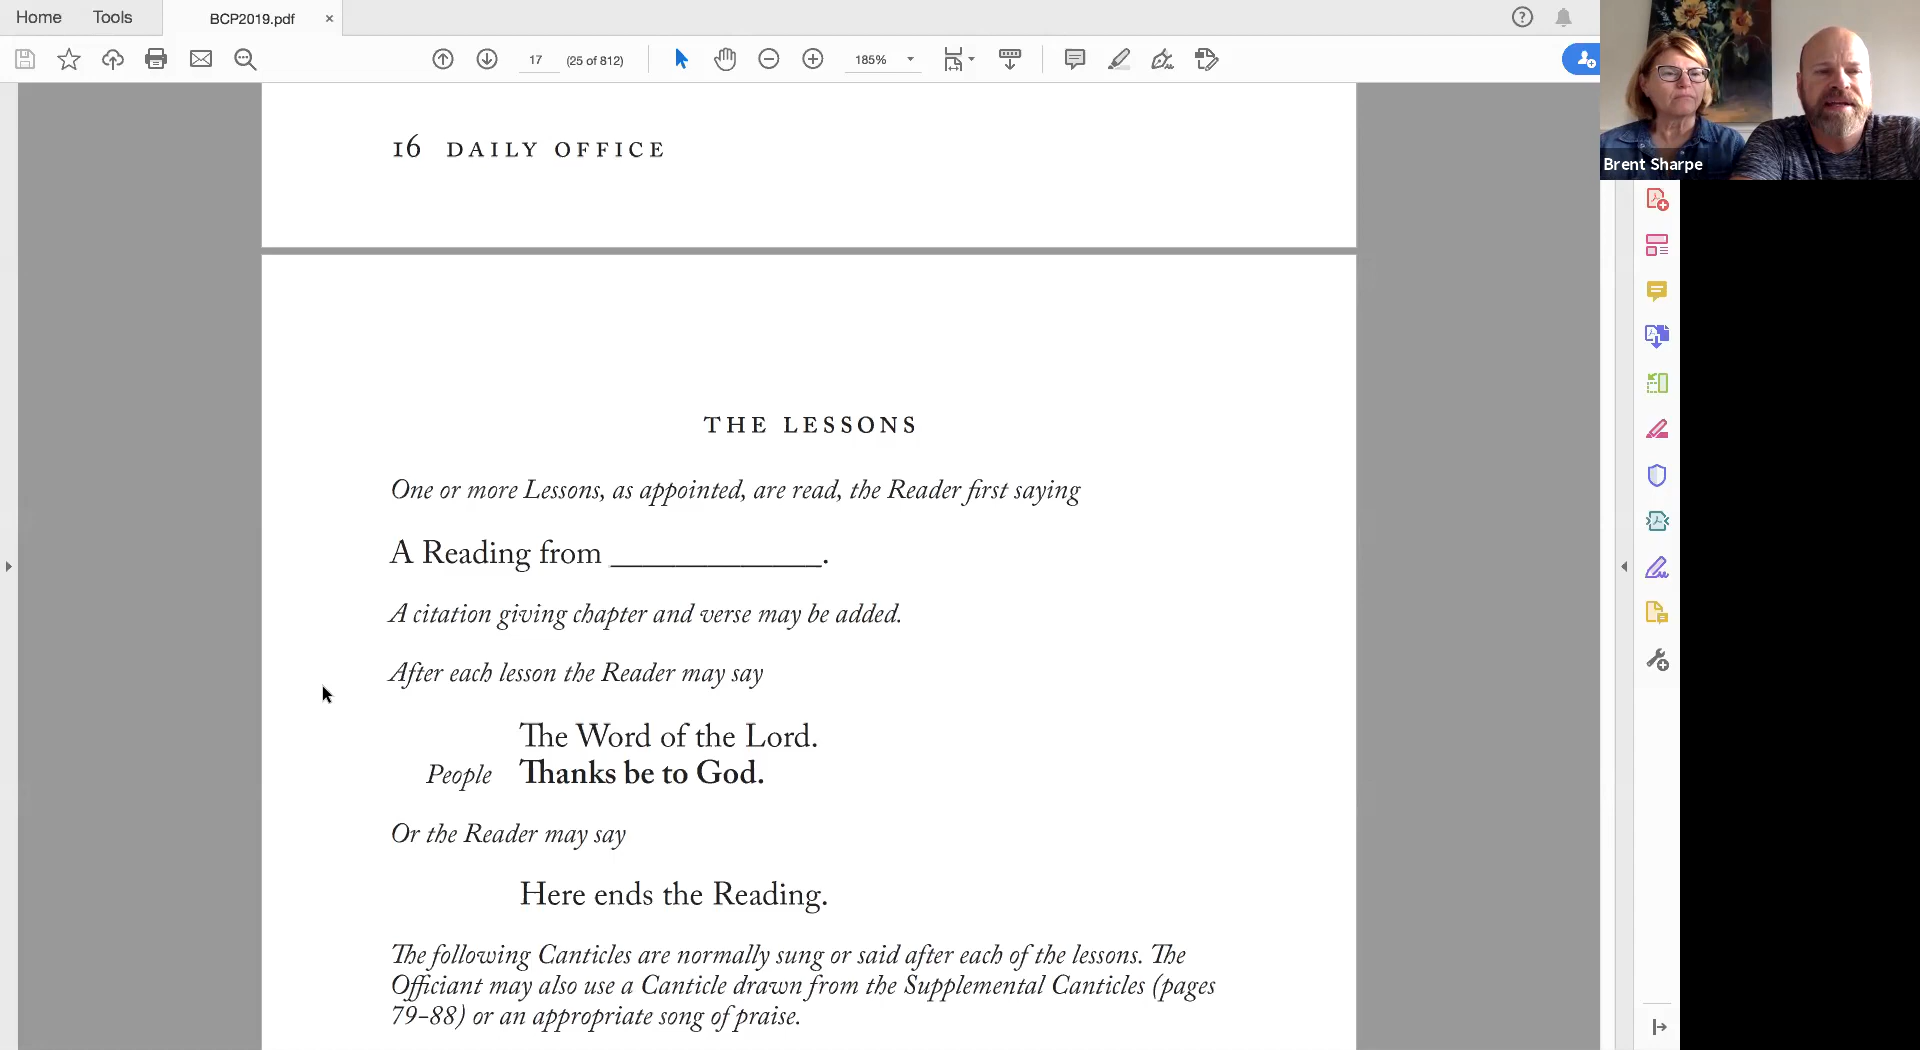 Home Tools BCP2019.pdf ×
17 (25 of 812) 185%
Brent Sharpe
16 DAILY OFFICE
THE LESSONS
One or more Lessons, as appointed, are read, the Reader first saying
A Reading from ______________.
A citation giving chapter and verse may be added.
After each lesson the Reader may say
The Word of the Lord.
People Thanks be to God.
Or the Reader may say
Here ends the Reading.
The following Canticles are normally sung or said after each of the lessons. The
Officiant may also use a Canticle drawn from the Supplemental Canticles (pages
79–88) or an appropriate song of praise.